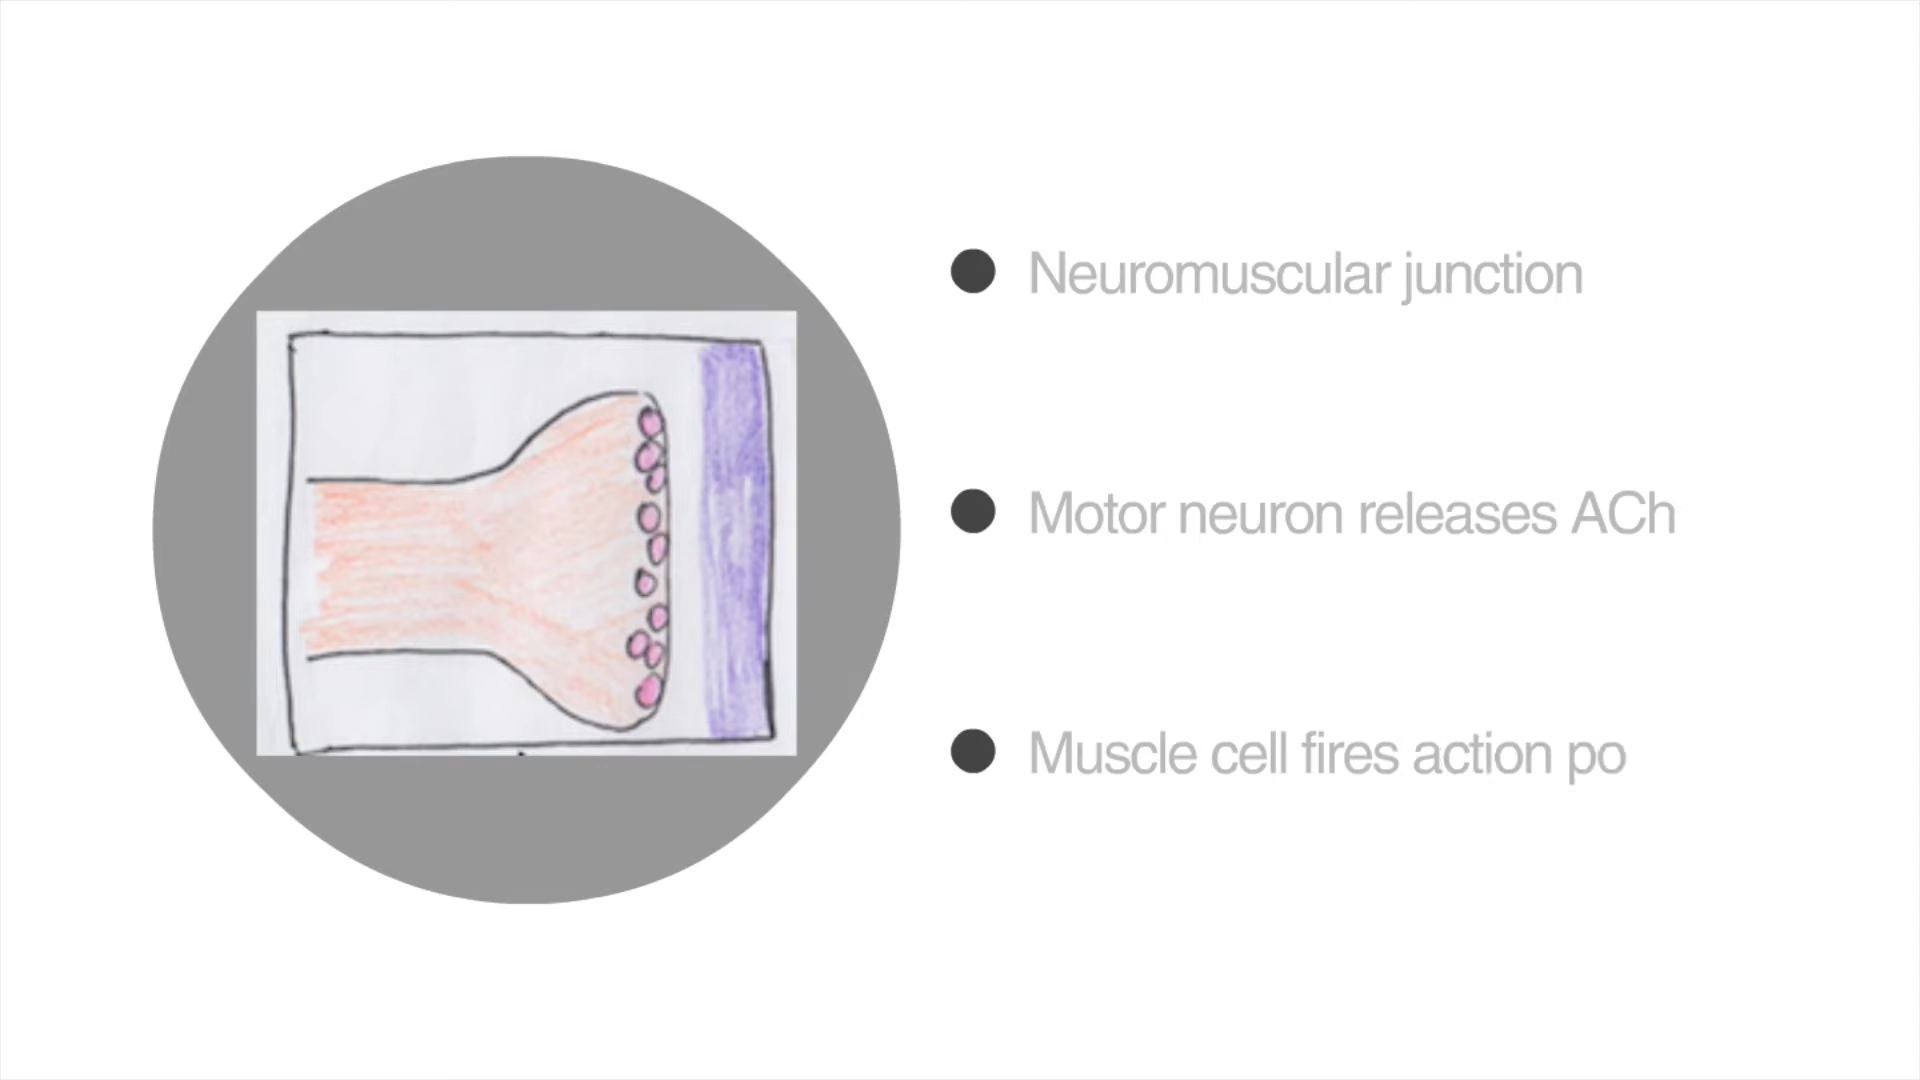 Neuromuscular junction
Motor neuron releases ACh
Muscle cell fires action po